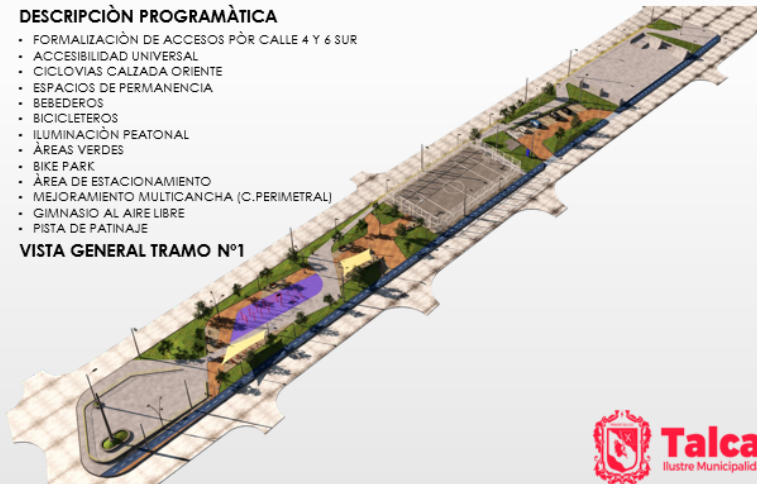 DESCRIPCIÒN PROGRAMÀTICA
• FORMALIZACIÒN DE ACCESOS PÒR CALLE 4 Y 6 SUR
• ACCESIBILIDAD UNIVERSAL
• CICLOVIAS CALZADA ORIENTE
• ESPACIOS DE PERMANENCIA
• BEBEDEROS
• BICICLETEROS
• ILUMINACIÒN PEATONAL
• ÀREAS VERDES
• BIKE PARK
• ÀREA DE ESTACIONAMIENTO
• MEJORAMIENTO MULTICANCHA (C.PERIMETRAL)
• GIMNASIO AL AIRE LIBRE
• PISTA DE PATINAJE
VISTA GENERAL TRAMO Nº1
Talca
Ilustre Municipalid